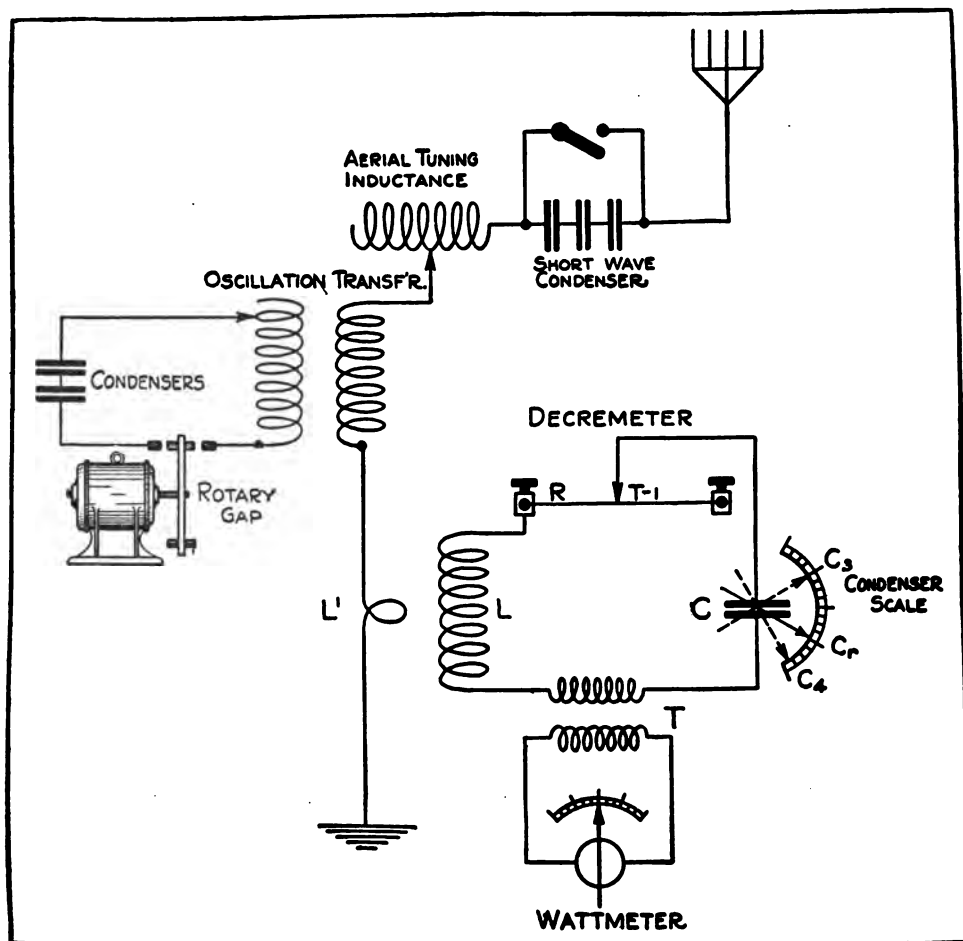 AERIAL TUNING
INDUCTANCE
SHORT WAVE
CONDENSER
OSCILLATION TRANSF'R.
CONDENSERS
ROTARY
GAP
DECREMETER
R
T-1
L'
L
C
C3
CONDENSER
SCALE
Cr
C4
T
WATTMETER